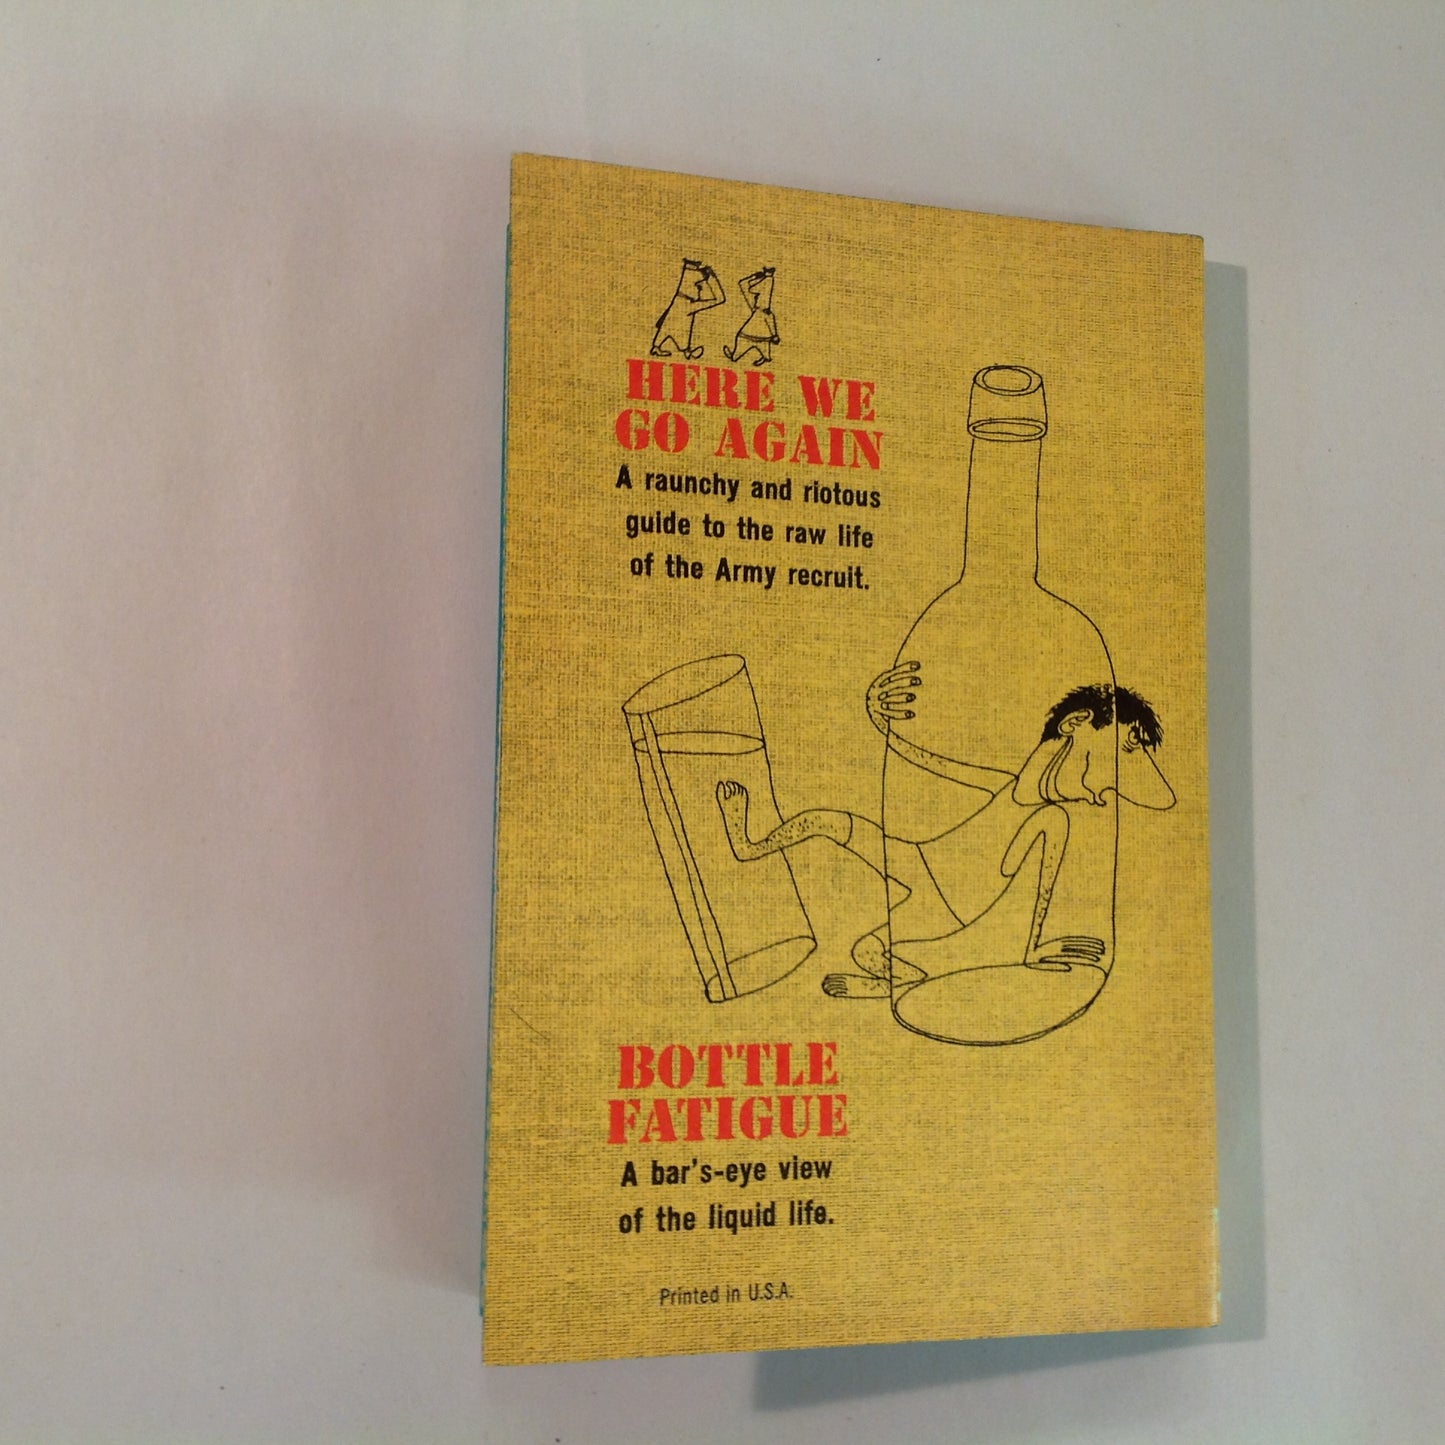 HERE WE
GO AGAIN
A raunchy and riotous
guide to the raw life
of the Army recruit.
BOTTLE
FATIGUE
A bar's-eye view
of the liquid life.
Printed in U.S.A.